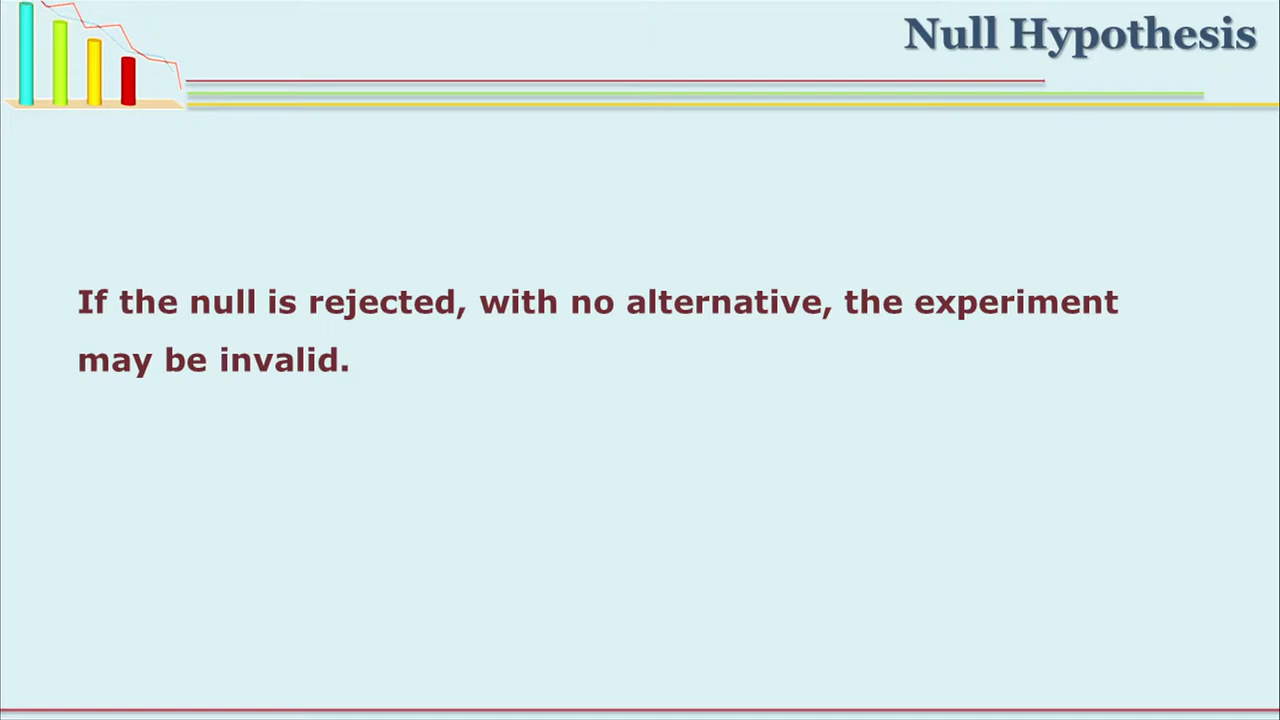 Null Hypothesis
If the null is rejected, with no alternative, the experiment
may be invalid.